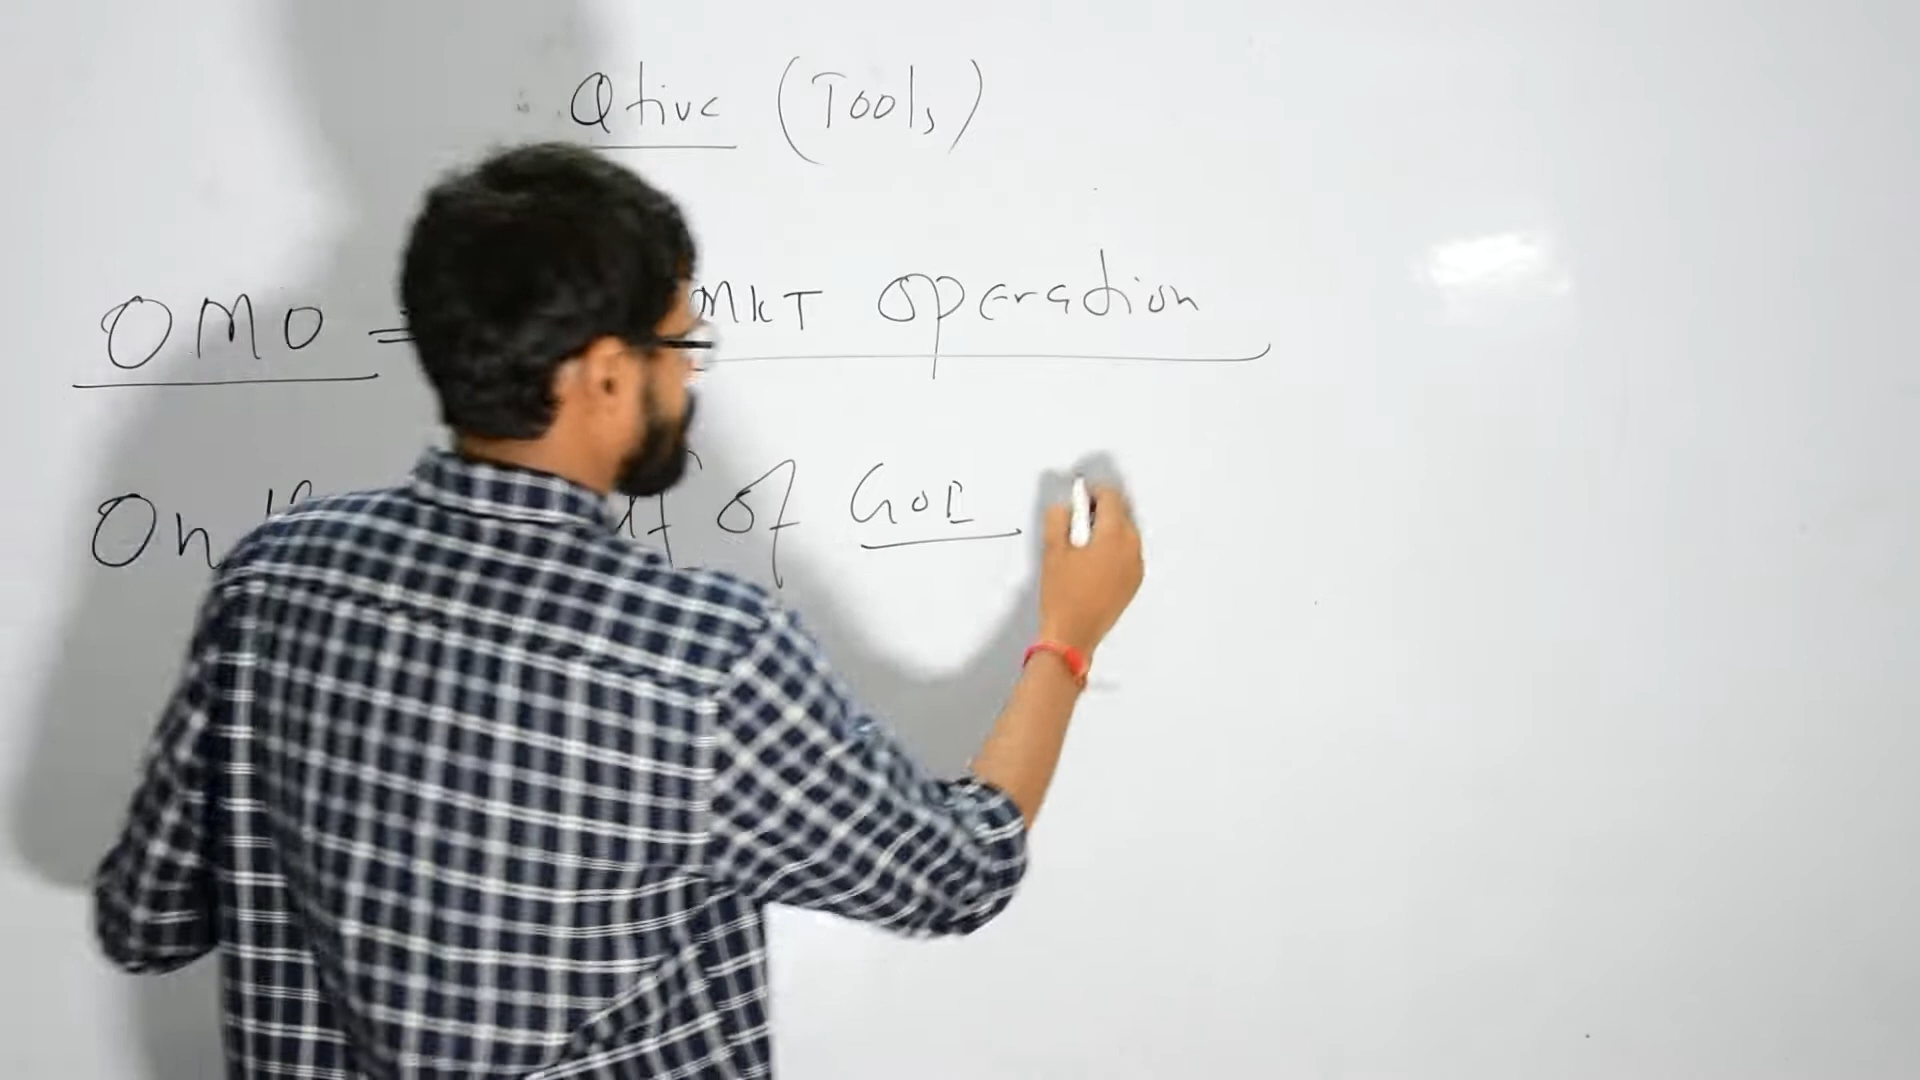 Qtive (Tools)
OMO = MKT Operation
On of GOI